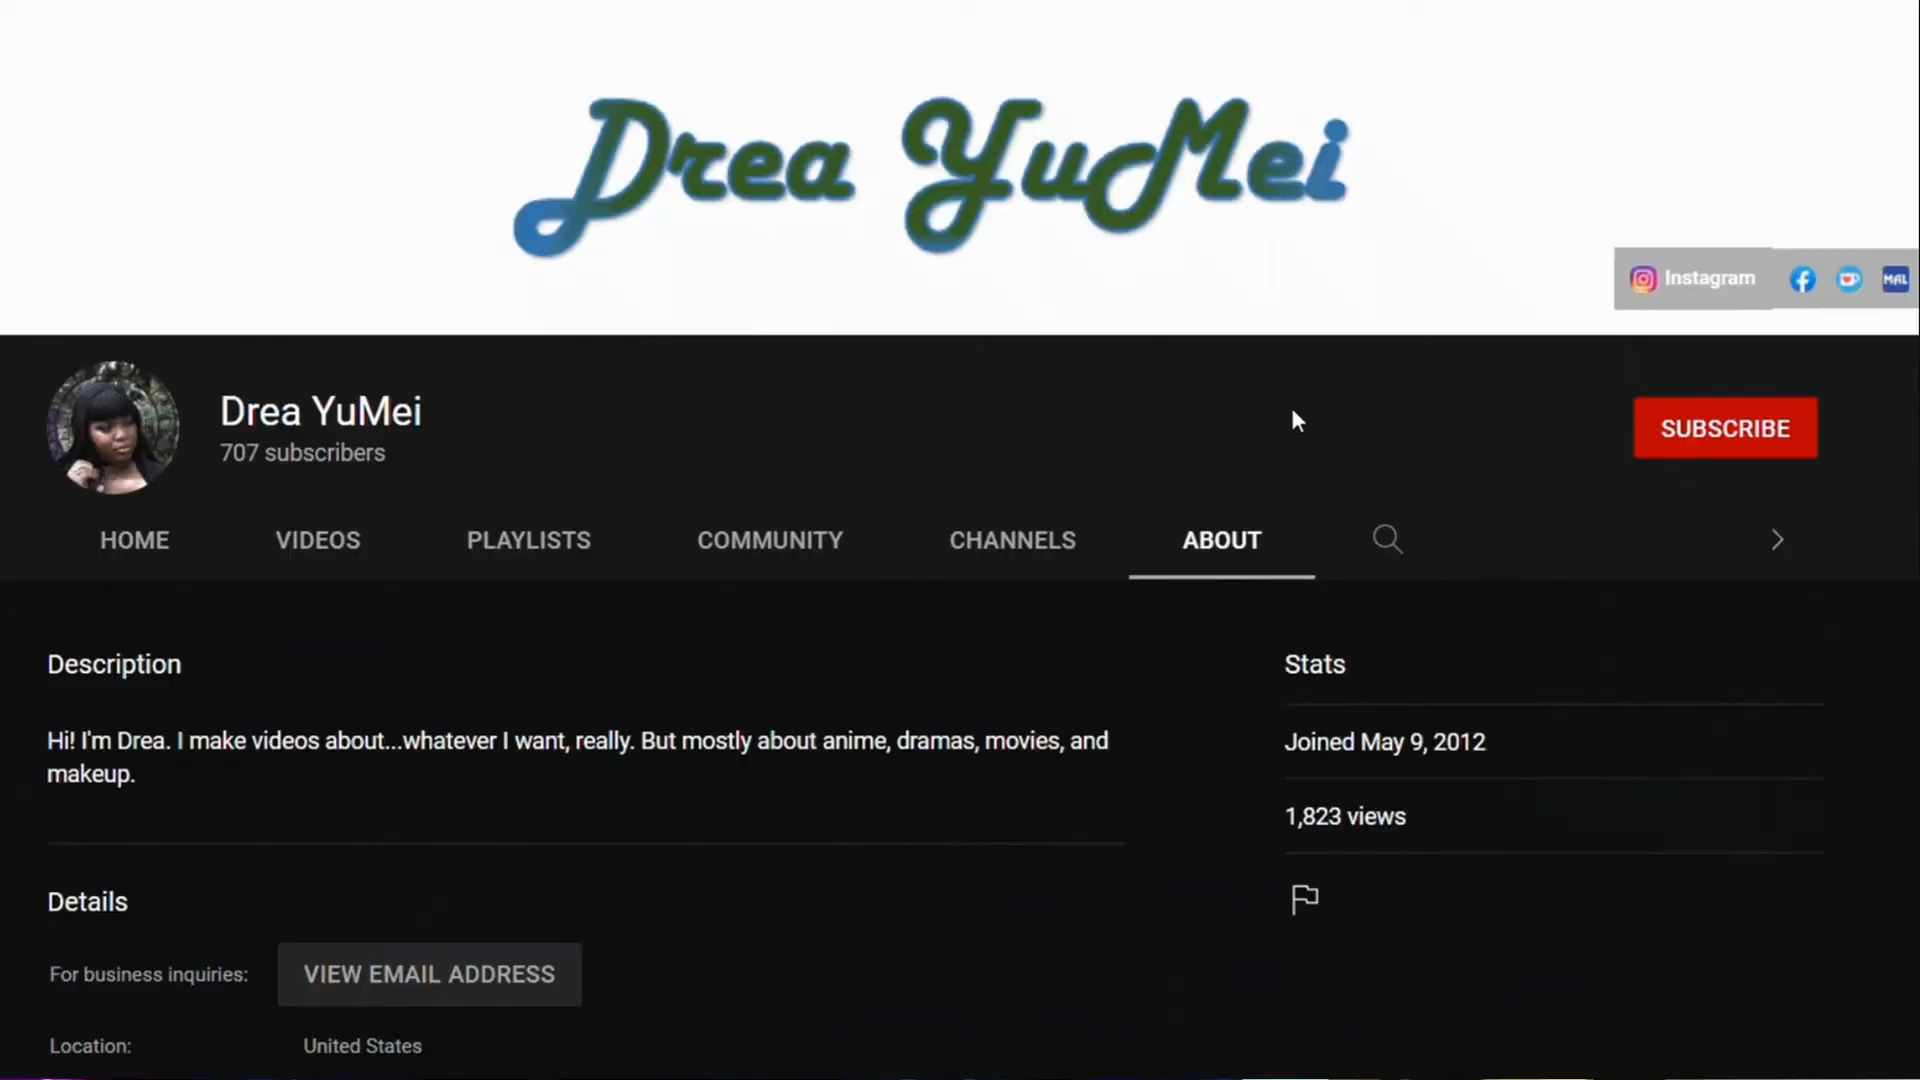 Drea YuMei
Instagram
MAL
Drea YuMei
707 subscribers
SUBSCRIBE
HOME VIDEOS PLAYLISTS COMMUNITY CHANNELS ABOUT
Description
Hi! I'm Drea. I make videos about...whatever I want, really. But mostly about anime, dramas, movies, and
makeup.
Stats
Joined May 9, 2012
1,823 views
Details
For business inquiries: VIEW EMAIL ADDRESS
Location: United States